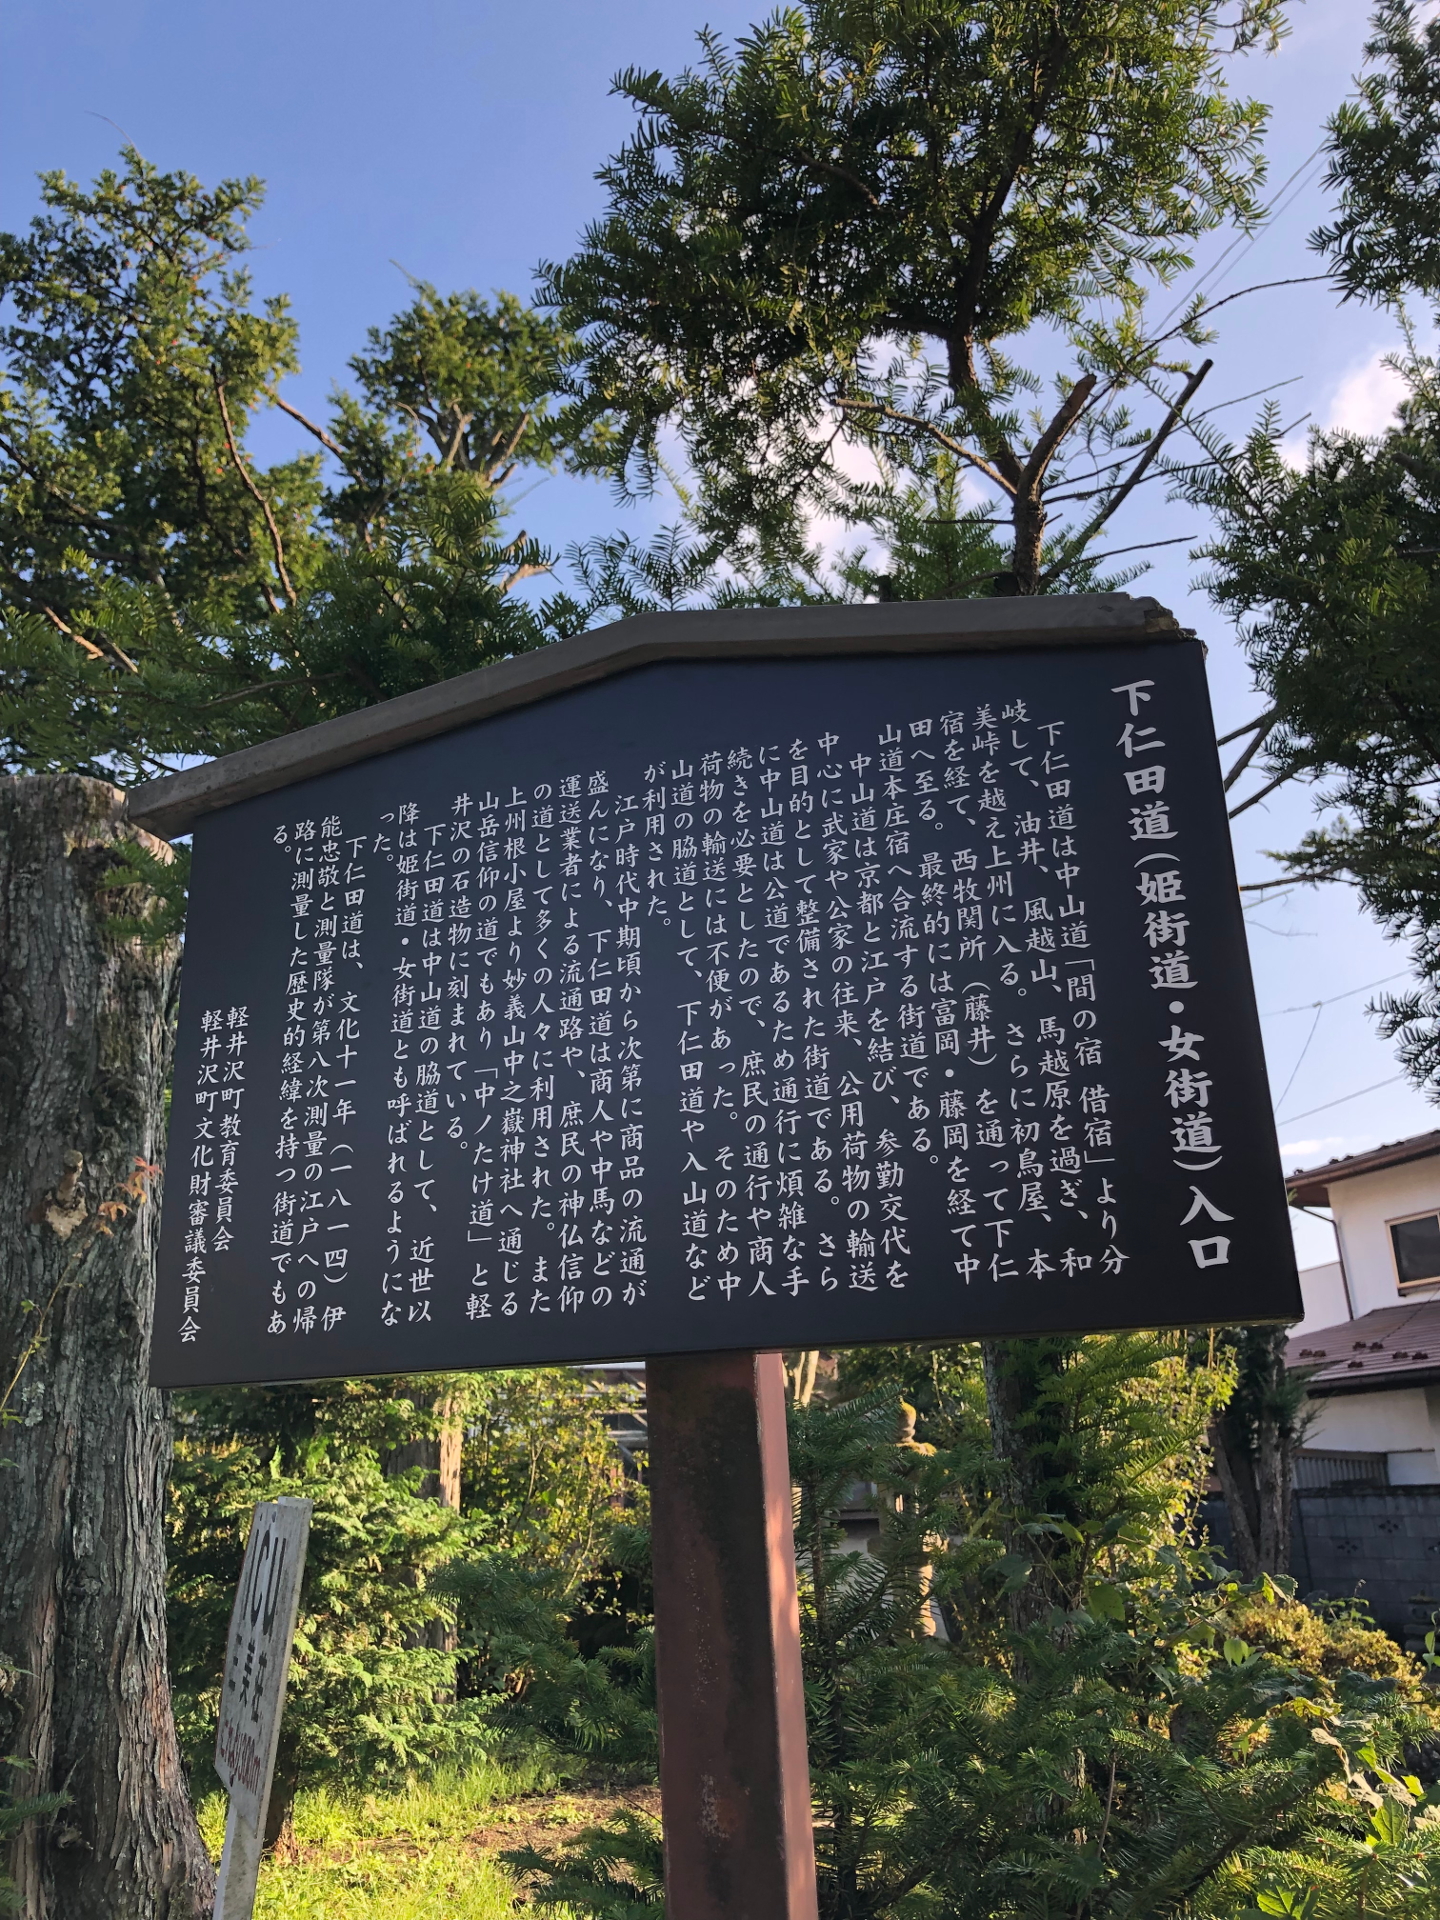 下仁田道（姫街道・女街道）入口
下仁田道は中山道「間の宿 借宿」より分
岐して、油井、風越山、馬越原を過ぎ、和
美峠を越え上州に入る。さらに初鳥屋、本
宿を経て、西牧関所（藤井）を通って下仁
田へ至る。最終的には富岡・藤岡を経て中
山道本庄宿へ合流する街道である。
中山道は京都と江戸を結び、参勤交代を
中心に武家や公家の往来、公用荷物の輸送
を目的として整備された街道である。さら
に中山道は公道であるため通行に煩雑な手
続きを必要としたので、庶民の通行や商人
荷物の輸送には不便があった。そのため中
山道の脇道として、下仁田道や入山道など
が利用された。
江戸時代中期頃から次第に商品の流通が
盛んになり、下仁田道は商人や中馬などの
運送業者による流通路や、庶民の神仏信仰
の道として多くの人々に利用された。また
上州根小屋より妙義山中之嶽神社へ通じる
山岳信仰の道でもあり「中ノたけ道」と軽
井沢の石造物に刻まれている。
下仁田道は中山道の脇道として、近世以
降は姫街道・女街道とも呼ばれるようにな
った。
下仁田道は、文化十一年（一八一四）伊
能忠敬と測量隊が第八次測量の江戸への帰
路に測量した歴史的経緯を持つ街道でもあ
る。
軽井沢町教育委員会
軽井沢町文化財審議委員会
ICU